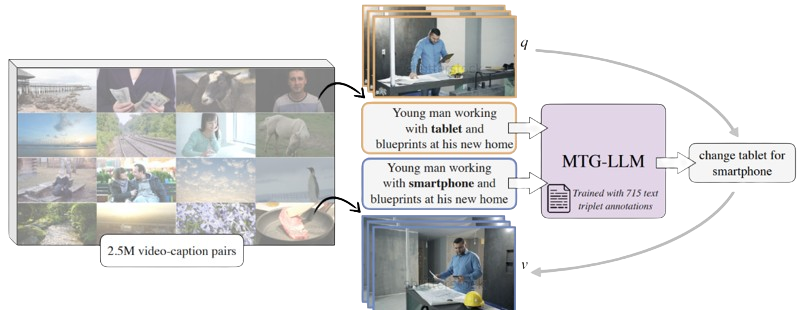 q
Young man working
with tablet and
blueprints at his new home
Young man working
with smartphone and
blueprints at his new home
MTG-LLM
Trained with 715 text
triplet annotations
change tablet for
smartphone
2.5M video-caption pairs
v